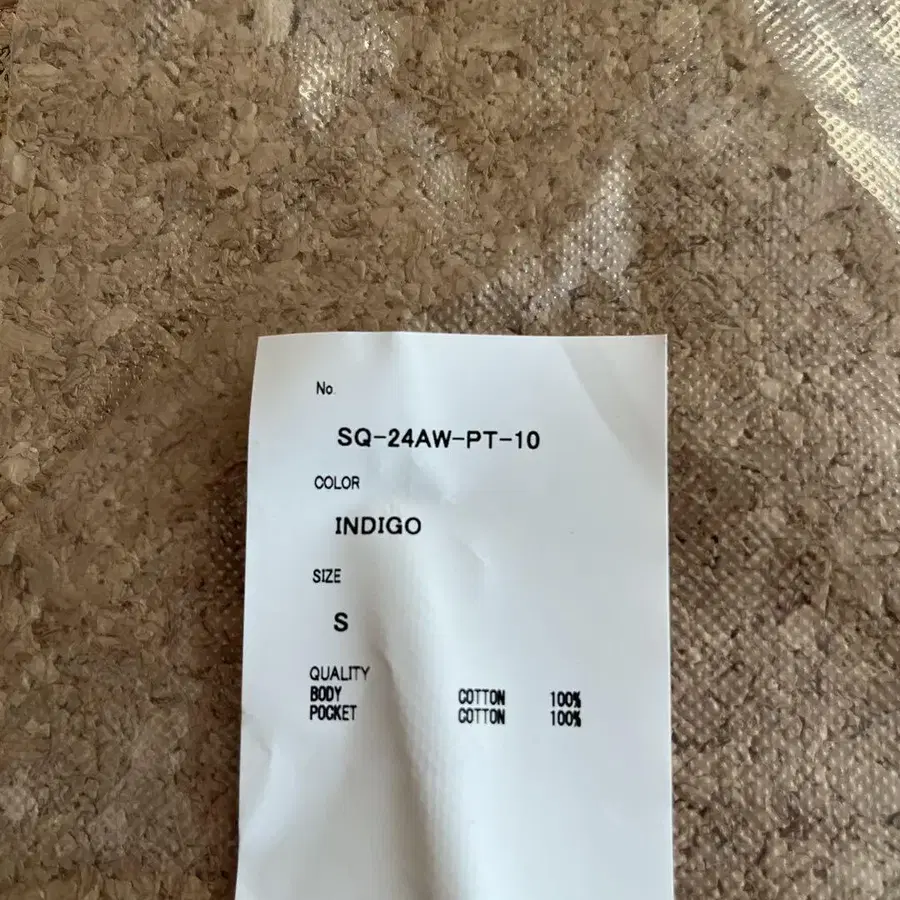 No.
SQ-24AW-PT-10
COLOR
INDIGO
SIZE
S
QUALITY
BODY COTTON 100%
POCKET COTTON 100%